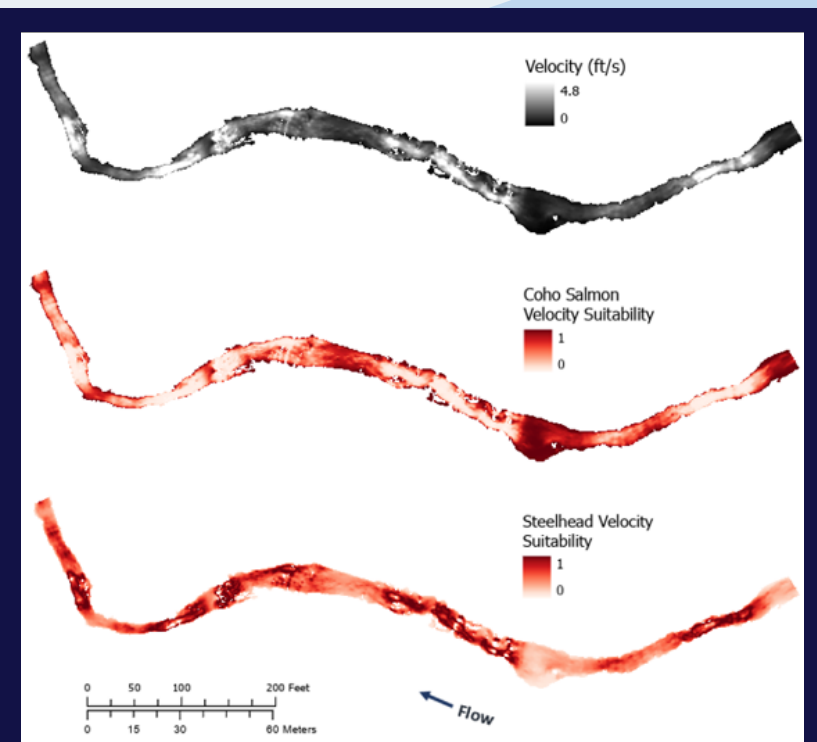 Velocity (ft/s)
4.8
0
Coho Salmon
Velocity Suitability
1
0
Steelhead Velocity
Suitability
1
0
0 50 100 200 Feet
0 15 30 60 Meters
Flow